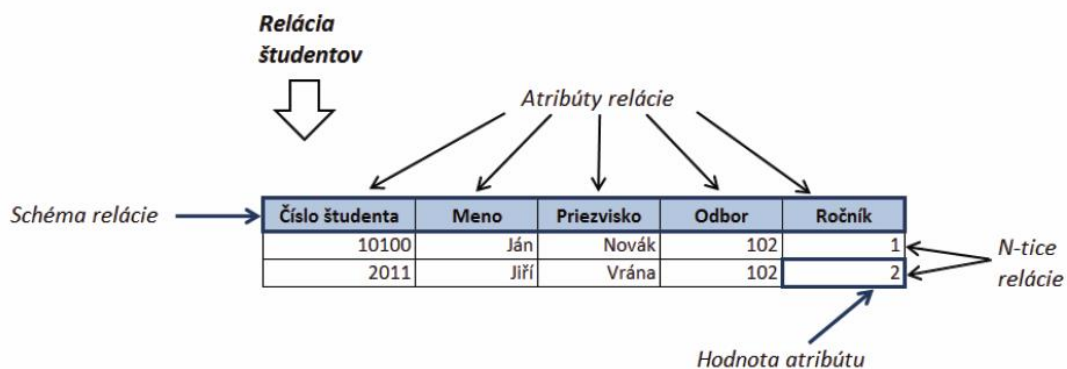 Relácia
študentov
Atribúty relácie
Schéma relácie
Číslo študenta Meno Priezvisko Odbor Ročník
10100 Ján Novák 102 1
2011 Jiří Vrána 102 2
N-tice
relácie
Hodnota atribútu